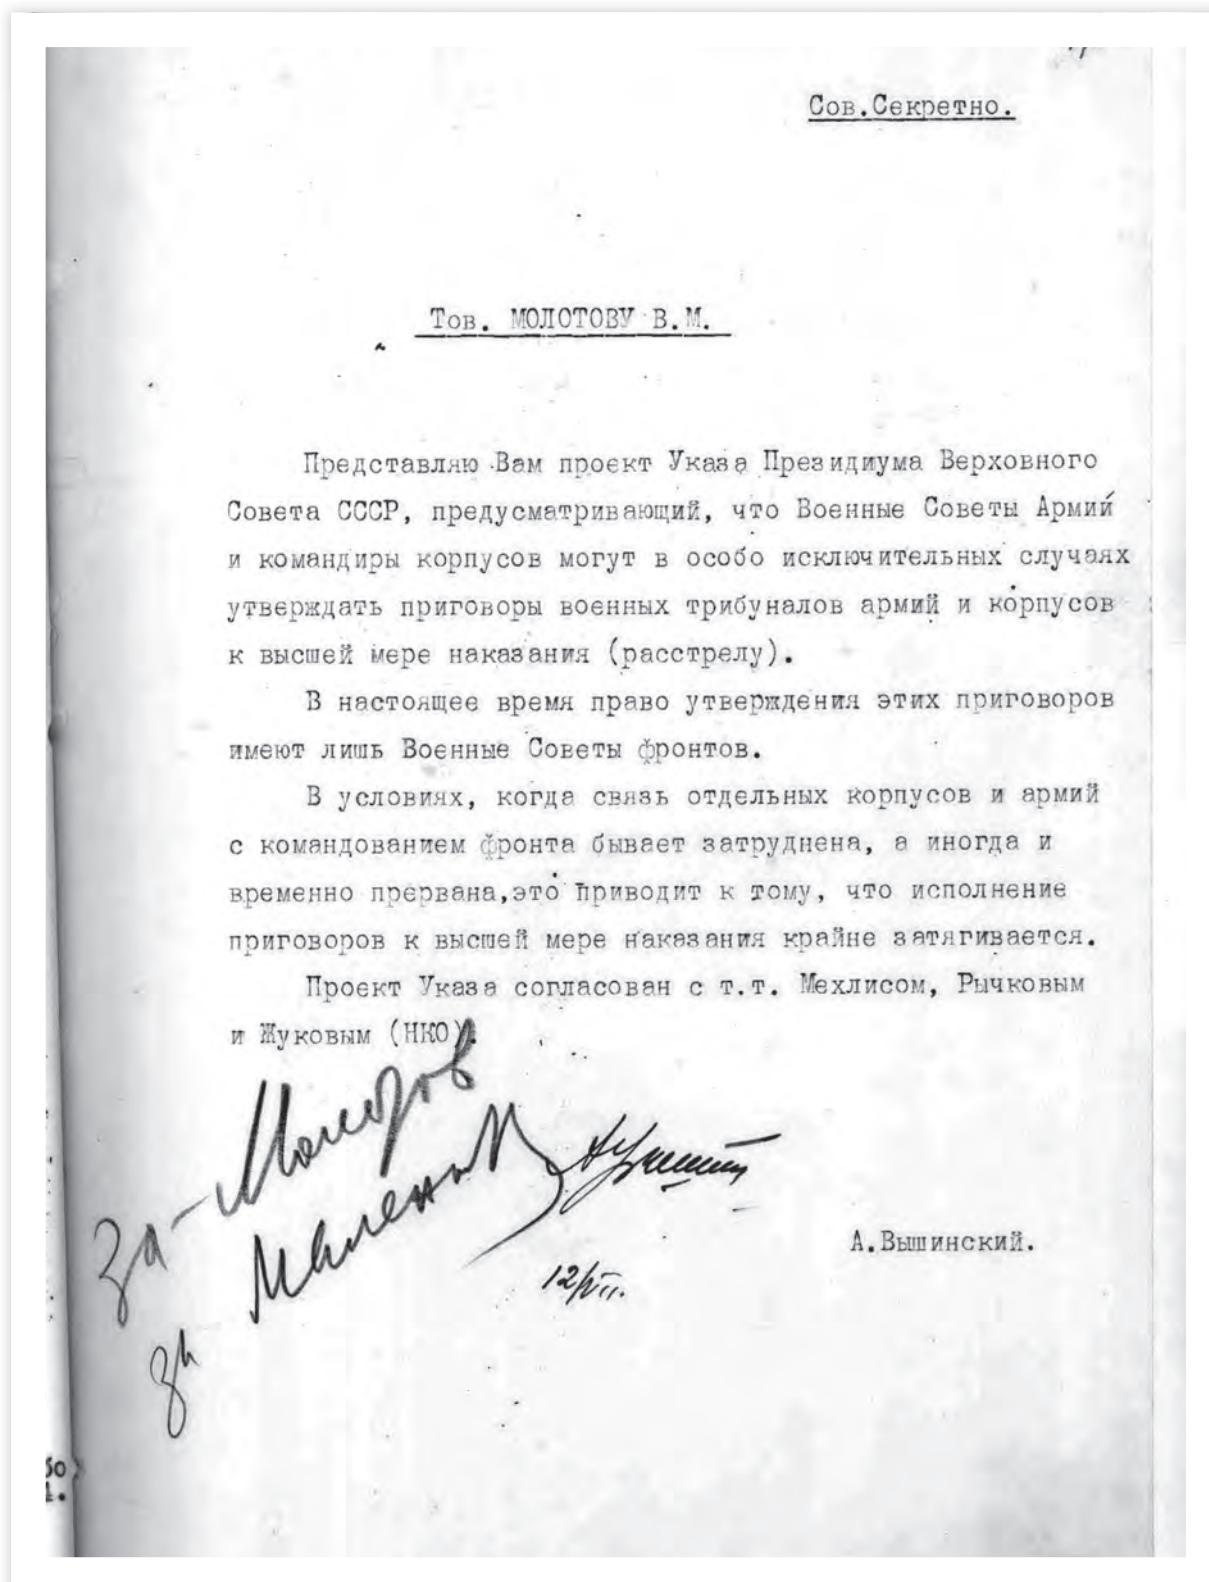 Сов.Секретно.
Тов. МОЛОТОВУ В.М.
Представляю Вам проект Указа Президиума Верховного
Совета СССР, предусматривающий, что Военные Советы Армий
и командиры корпусов могут в особо исключительных случаях
утверждать приговоры военных трибуналов армий и корпусов
к высшей мере наказания (расстрелу).
В настоящее время право утверждения этих приговоров
имеют лишь Военные Советы фронтов.
В условиях, когда связь отдельных корпусов и армий
с командованием фронта бывает затруднена, а иногда и
временно прервана,это приводит к тому, что исполнение
приговоров к высшей мере наказания крайне затягивается.
Проект Указа согласован с т.т. Мехлисом, Рычковым
и Жуковым (НКО).
За - Молотов
За Маленков
А.Вышинский.
12/VII.